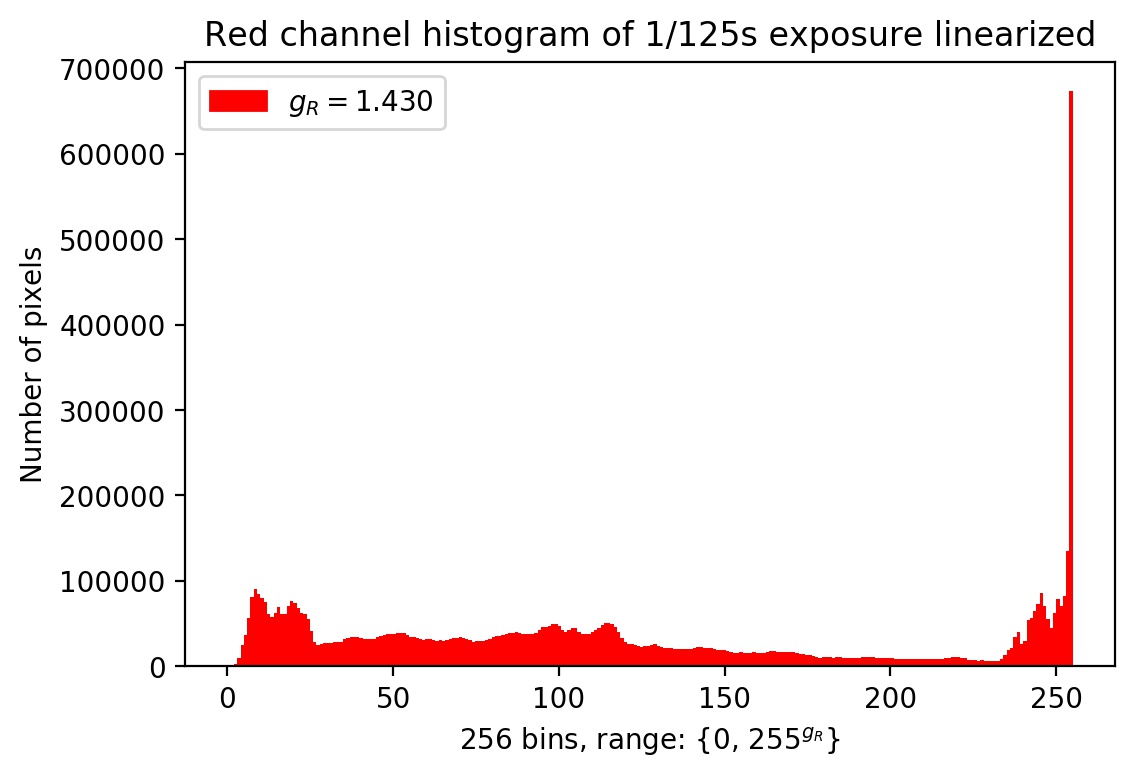 Red channel histogram of 1/125s exposure linearized
700000
600000
500000
400000
300000
200000
100000
0
Number of pixels
g_R = 1.430
0 50 100 150 200 250
256 bins, range: {0, 255^{g_R}}